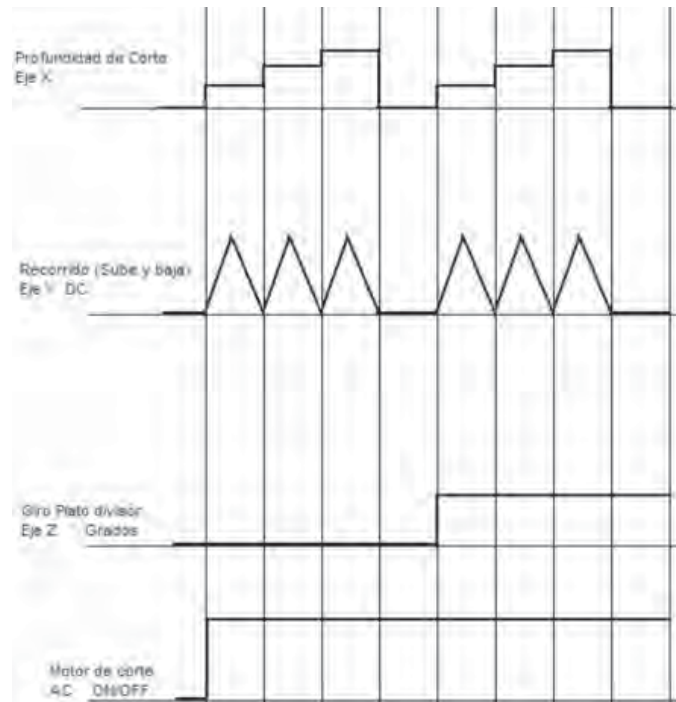 Profundidad de Corte
Eje X
Recorrido (Sube y baja)
Eje Y DC
Giro Plato divisor
Eje Z Grados
Motor de corte
AC ON/OFF